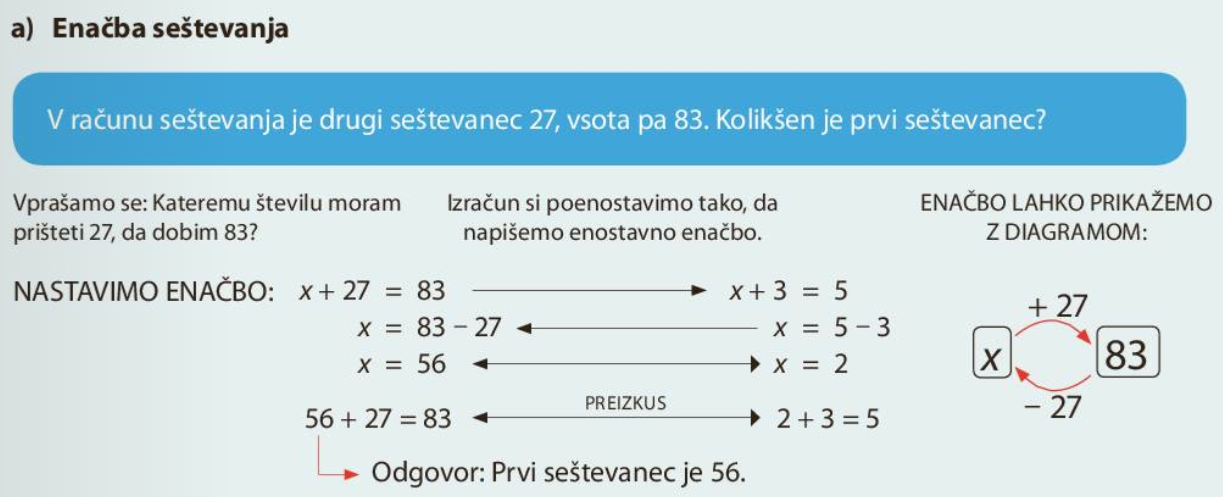 a) Enačba seštevanja
V računu seštevanja je drugi seštevanec 27, vsota pa 83. Kolikšen je prvi seštevanec?
Vprašamo se: Kateremu številu moram
prišteti 27, da dobim 83?
Izračun si poenostavimo tako, da
napišemo enostavno enačbo.
ENAČBO LAHKO PRIKAŽEMO
Z DIAGRAMOM:
NASTAVIMO ENAČBO: x + 27 = 83
x + 3 = 5
x = 83 – 27
x = 5 – 3
x = 56
x = 2
56 + 27 = 83
PREIZKUS
2 + 3 = 5
Odgovor: Prvi seštevanec je 56.
+ 27
x
83
– 27